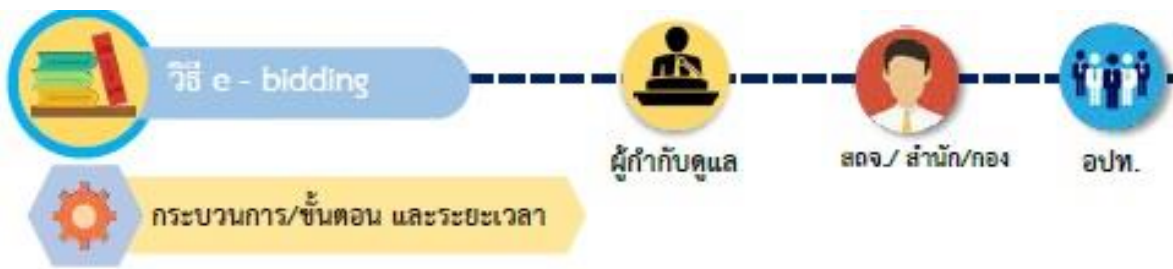 วิธี e - bidding
ผู้กำกับดูแล
สถจ./ สำนัก/กอง
อปท.
กระบวนการ/ขั้นตอน และระยะเวลา